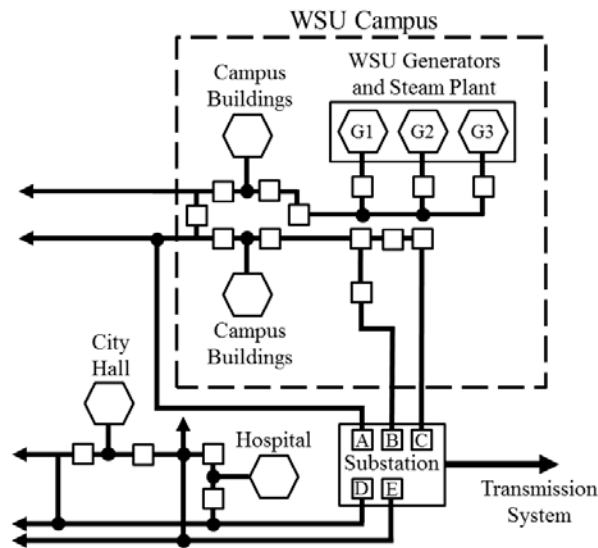 WSU Campus
Campus
Buildings
WSU Generators
and Steam Plant
G1 G2 G3
Campus
Buildings
City
Hall
Hospital
A B C
Substation
D E
Transmission
System